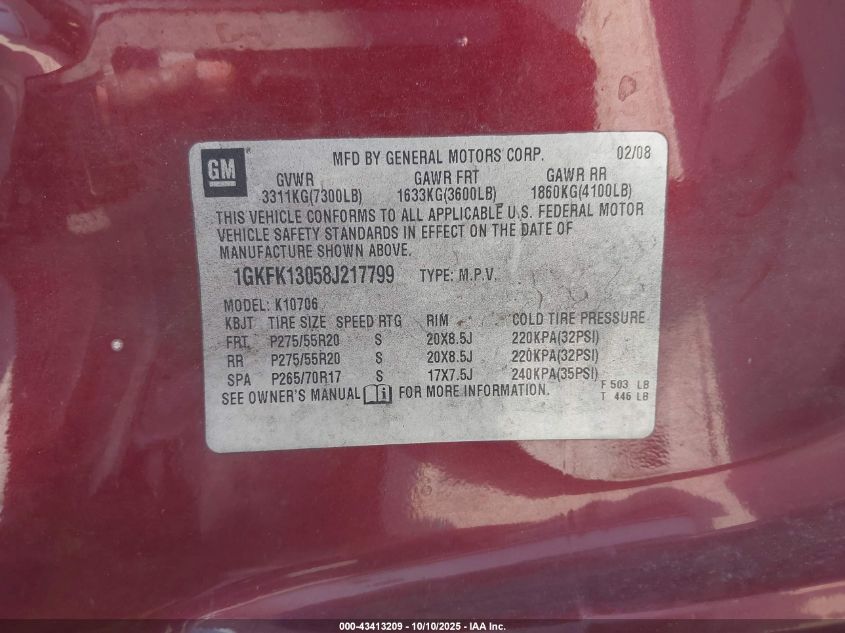 GM ® MFD BY GENERAL MOTORS CORP. 02/08
GVWR GAWR FRT GAWR RR
3311KG(7300LB) 1633KG(3600LB) 1860KG(4100LB)
THIS VEHICLE CONFORMS TO ALL APPLICABLE U.S. FEDERAL MOTOR
VEHICLE SAFETY STANDARDS IN EFFECT ON THE DATE OF
MANUFACTURE SHOWN ABOVE.
1GKFK13058J217799 TYPE: M.P.V.
MODEL: K10706
KBJT TIRE SIZE SPEED RTG RIM COLD TIRE PRESSURE
FRT P275/55R20 S 20X8.5J 220KPA(32PSI)
RR P275/55R20 S 20X8.5J 220KPA(32PSI)
SPA P265/70R17 S 17X7.5J 240KPA(35PSI)
F 503 LB
SEE OWNER'S MANUAL i FOR MORE INFORMATION.
T 446 LB
000-43413209 - 10/10/2025 - IAA Inc.